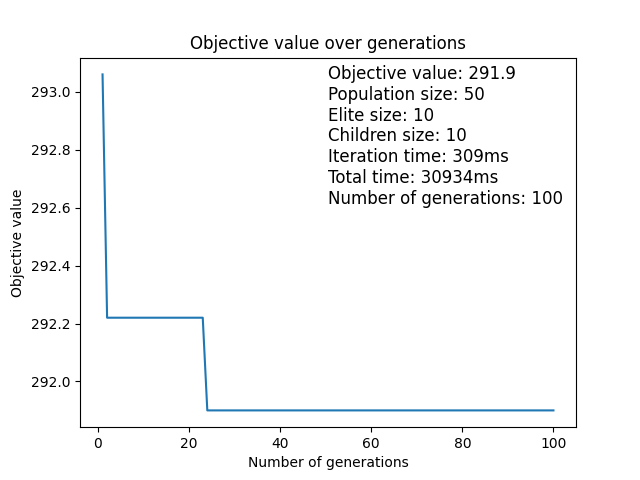 Objective value over generations
Objective value: 291.9
Population size: 50
Elite size: 10
Children size: 10
Iteration time: 309ms
Total time: 30934ms
Number of generations: 100
Objective value
293.0
292.8
292.6
292.4
292.2
292.0
0 20 40 60 80 100
Number of generations